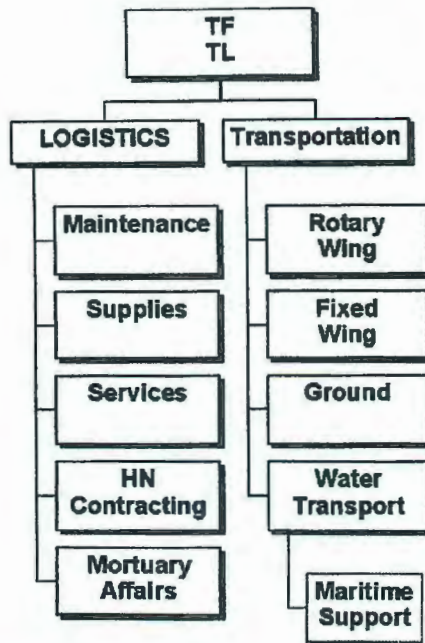 TF
TL
LOGISTICS
Transportation
Maintenance
Supplies
Services
HN
Contracting
Mortuary
Affairs
Rotary
Wing
Fixed
Wing
Ground
Water
Transport
Maritime
Support